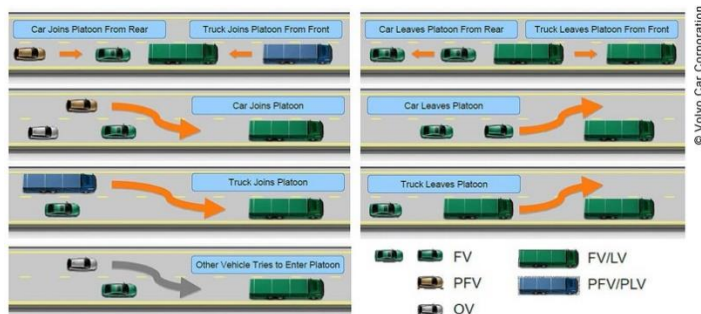 Car Joins Platoon From Rear
Truck Joins Platoon From Front
Car Joins Platoon
Truck Joins Platoon
Other Vehicle Tries to Enter Platoon
Car Leaves Platoon From Rear
Truck Leaves Platoon From Front
Car Leaves Platoon
Truck Leaves Platoon
FV
FV/LV
PFV
PFV/PLV
OV
© Volvo Car Corporation